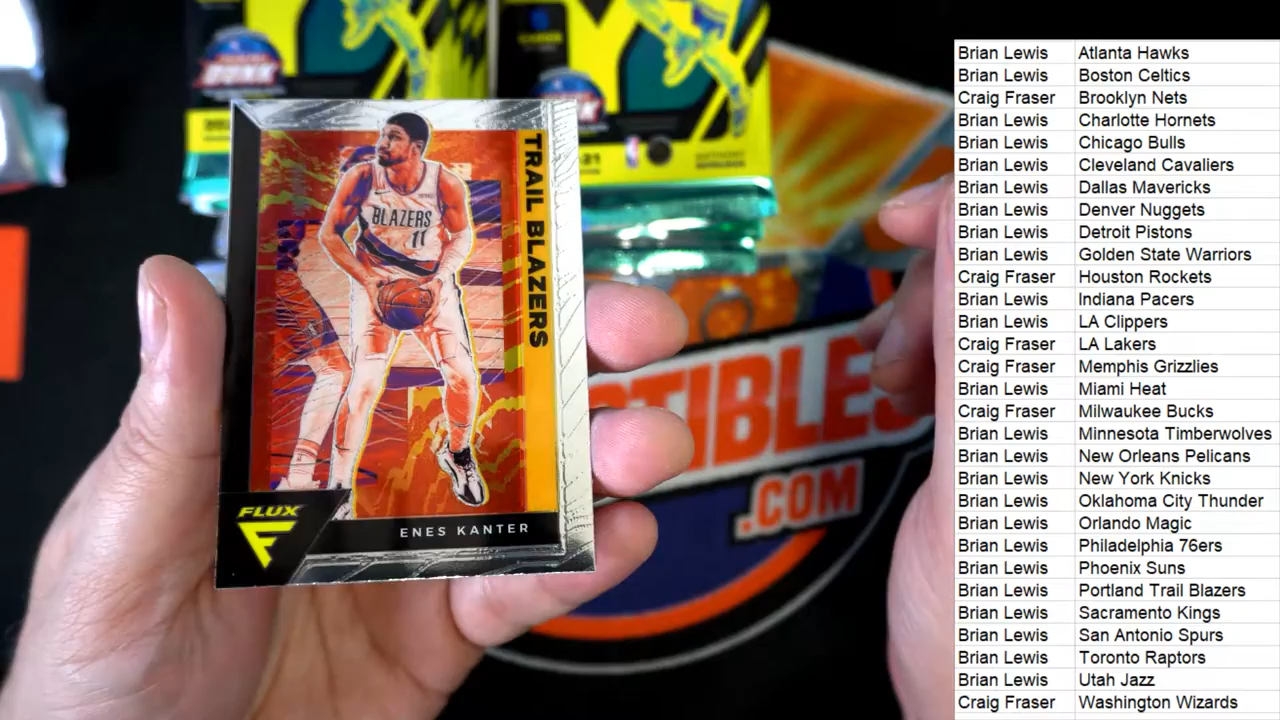 DUNK
-21
TRAIL BLAZERS
BLAZERS
11
FLUX
ENES KANTER
TIBLES
.COM
Brian Lewis Atlanta Hawks
Brian Lewis Boston Celtics
Craig Fraser Brooklyn Nets
Brian Lewis Charlotte Hornets
Brian Lewis Chicago Bulls
Brian Lewis Cleveland Cavaliers
Brian Lewis Dallas Mavericks
Brian Lewis Denver Nuggets
Brian Lewis Detroit Pistons
Brian Lewis Golden State Warriors
Craig Fraser Houston Rockets
Brian Lewis Indiana Pacers
Brian Lewis LA Clippers
Craig Fraser LA Lakers
Craig Fraser Memphis Grizzlies
Brian Lewis Miami Heat
Craig Fraser Milwaukee Bucks
Brian Lewis Minnesota Timberwolves
Brian Lewis New Orleans Pelicans
Brian Lewis New York Knicks
Brian Lewis Oklahoma City Thunder
Brian Lewis Orlando Magic
Brian Lewis Philadelphia 76ers
Brian Lewis Phoenix Suns
Brian Lewis Portland Trail Blazers
Brian Lewis Sacramento Kings
Brian Lewis San Antonio Spurs
Brian Lewis Toronto Raptors
Brian Lewis Utah Jazz
Craig Fraser Washington Wizards